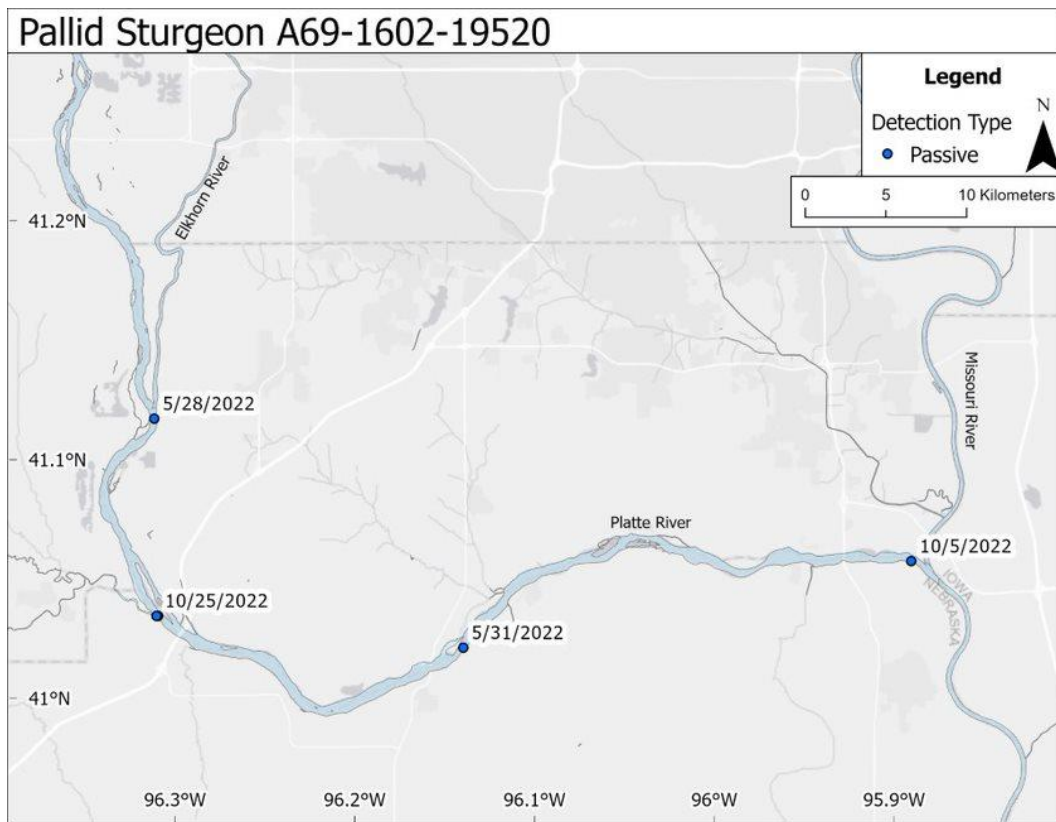 Pallid Sturgeon A69-1602-19520
Legend
Detection Type
Passive
N
0 5 10 Kilometers
41.2°N
Elkhorn River
Missouri River
5/28/2022
41.1°N
Platte River
10/5/2022
IOWA
NEBRASKA
10/25/2022
5/31/2022
41°N
96.3°W 96.2°W 96.1°W 96°W 95.9°W